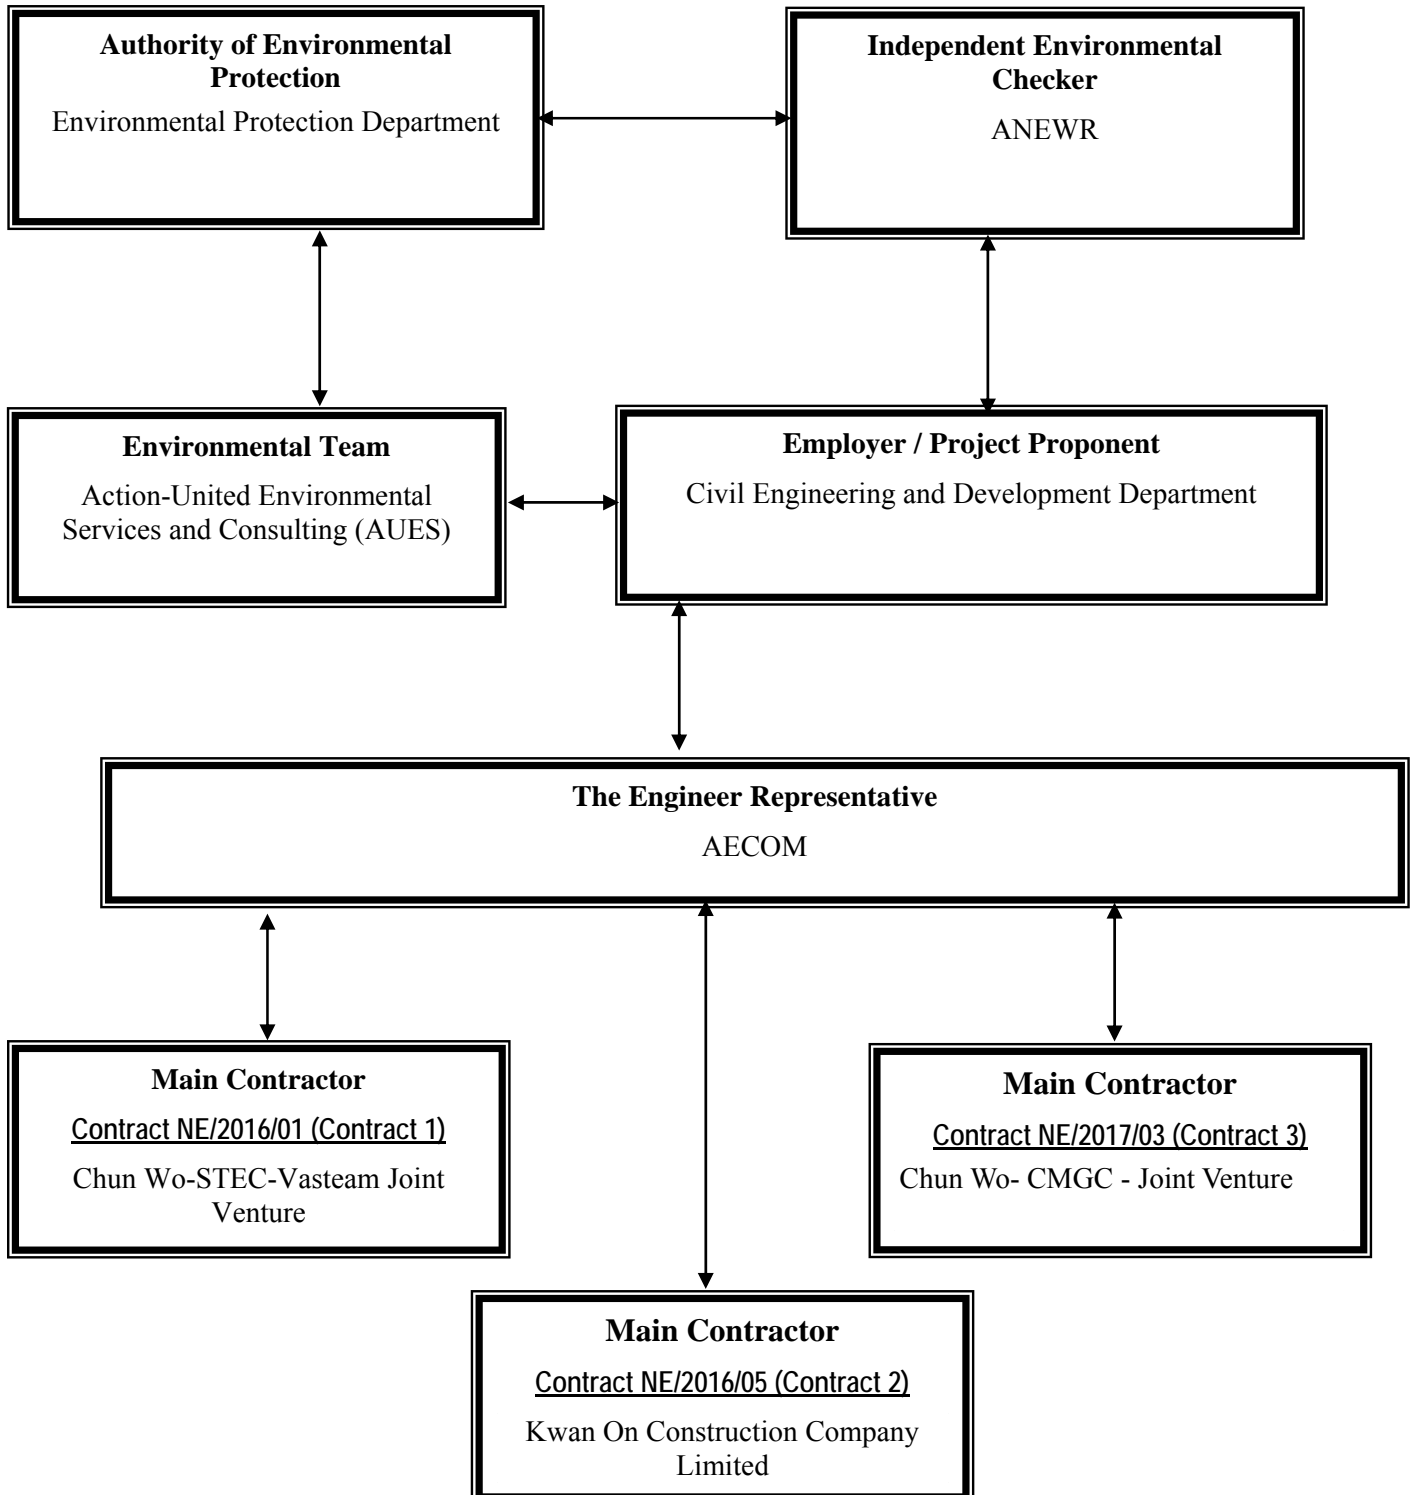 Authority of Environmental
Protection
Environmental Protection Department
Independent Environmental
Checker
ANEWR
Environmental Team
Action-United Environmental
Services and Consulting (AUES)
Employer / Project Proponent
Civil Engineering and Development Department
The Engineer Representative
AECOM
Main Contractor
Contract NE/2016/01 (Contract 1)
Chun Wo-STEC-Vasteam Joint
Venture
Main Contractor
Contract NE/2017/03 (Contract 3)
Chun Wo- CMGC - Joint Venture
Main Contractor
Contract NE/2016/05 (Contract 2)
Kwan On Construction Company
Limited